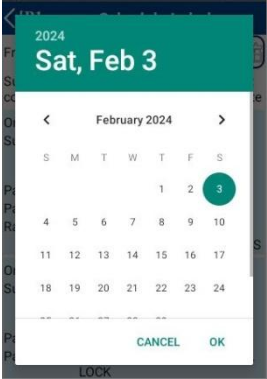 2024
Sat, Feb 3
February 2024
S M T W T F S
1 2 3
4 5 6 7 8 9 10
11 12 13 14 15 16 17
18 19 20 21 22 23 24
CANCEL OK
LOCK